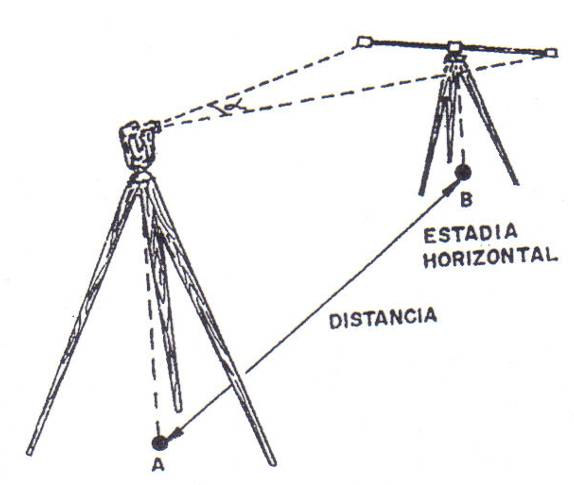 α
B
ESTADIA
HORIZONTAL
DISTANCIA
A